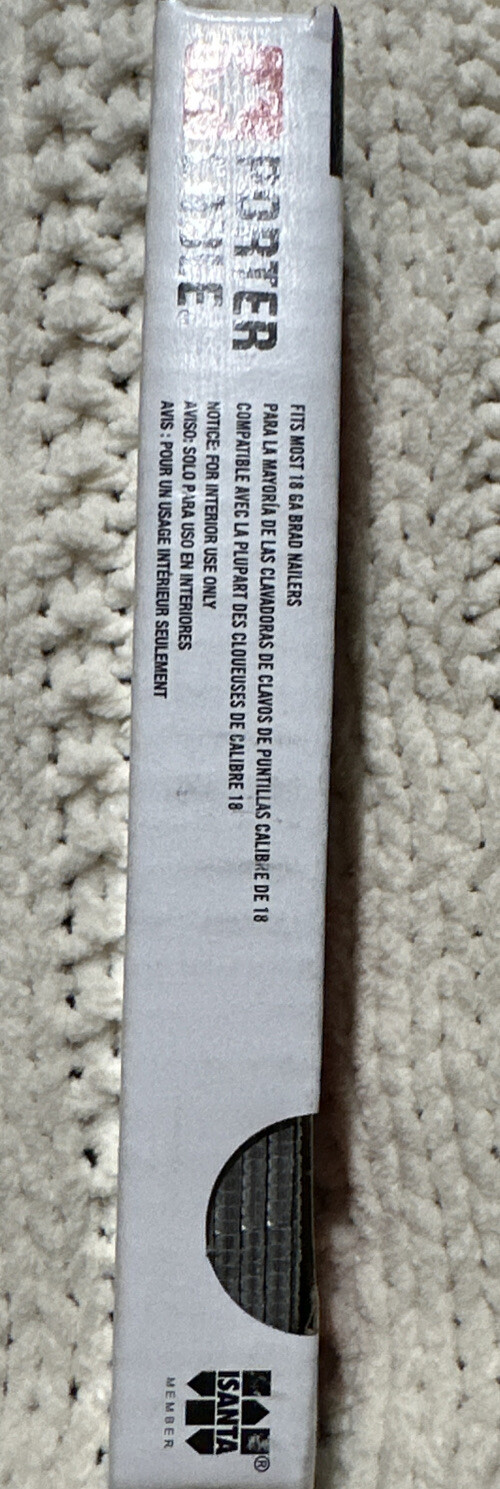 PORTER
CABLE
FITS MOST 18 GA BRAD NAILERS
PARA LA MAYORÍA DE LAS CLAVADORAS DE CLAVOS DE PUNTILLAS CALIBRE DE 18
COMPATIBLE AVEC LA PLUPART DES CLOUEUSES DE CALIBRE 18
NOTICE: FOR INTERIOR USE ONLY
AVISO: SOLO PARA USO EN INTERIORES
AVIS : POUR UN USAGE INTÉRIEUR SEULEMENT
ISANTA®
MEMBER